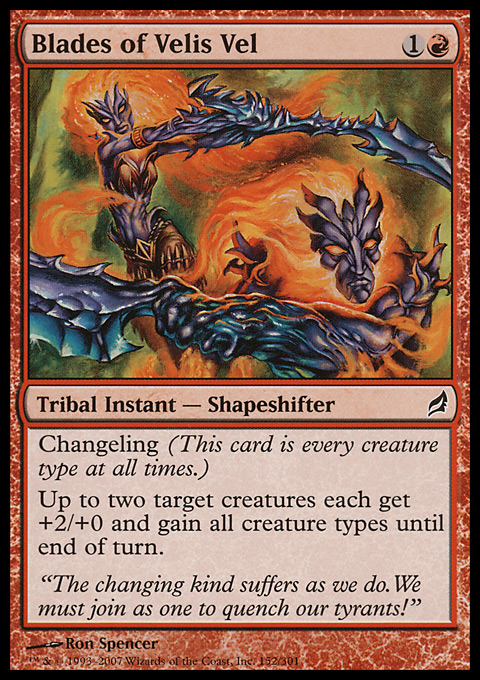 Blades of Velis Vel 1
Tribal Instant — Shapeshifter
Changeling (This card is every creature
type at all times.)
Up to two target creatures each get
+2/+0 and gain all creature types until
end of turn.
“The changing kind suffers as we do. We
must join as one to quench our tyrants!”
Ron Spencer
™ & © 1993–2007 Wizards of the Coast, Inc. 152/301